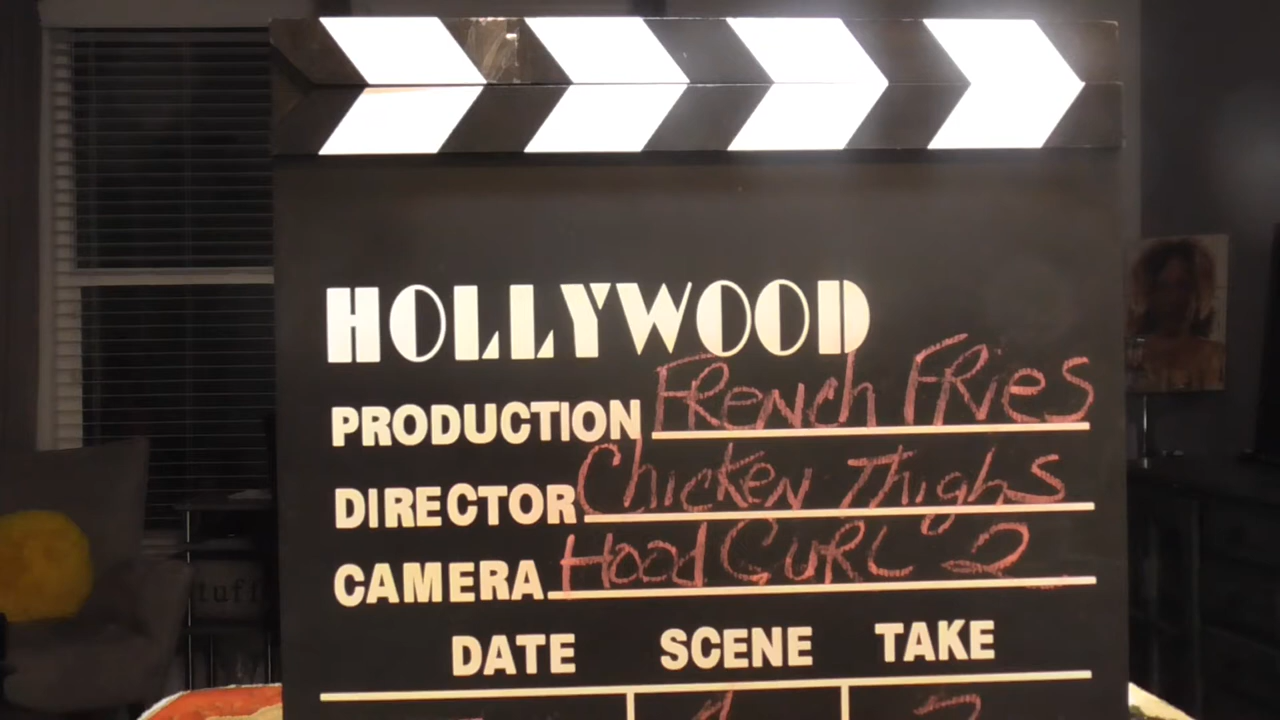 HOLLYWOOD
PRODUCTION FRench FRies
DIRECTOR Chicken Thighs
CAMERA Hood GURL 2
DATE SCENE TAKE